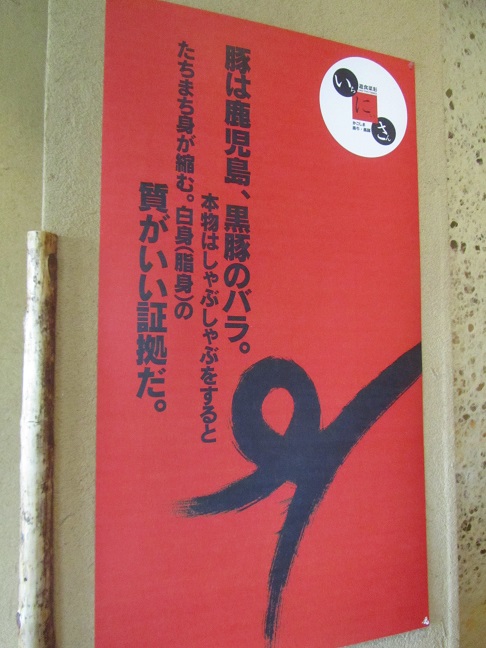 豚は鹿児島、黒豚のバラ。
本物はしゃぶしゃぶをすると
たちまち身が縮む。白身(脂身)の
質がいい証拠だ。
いち
に
さん